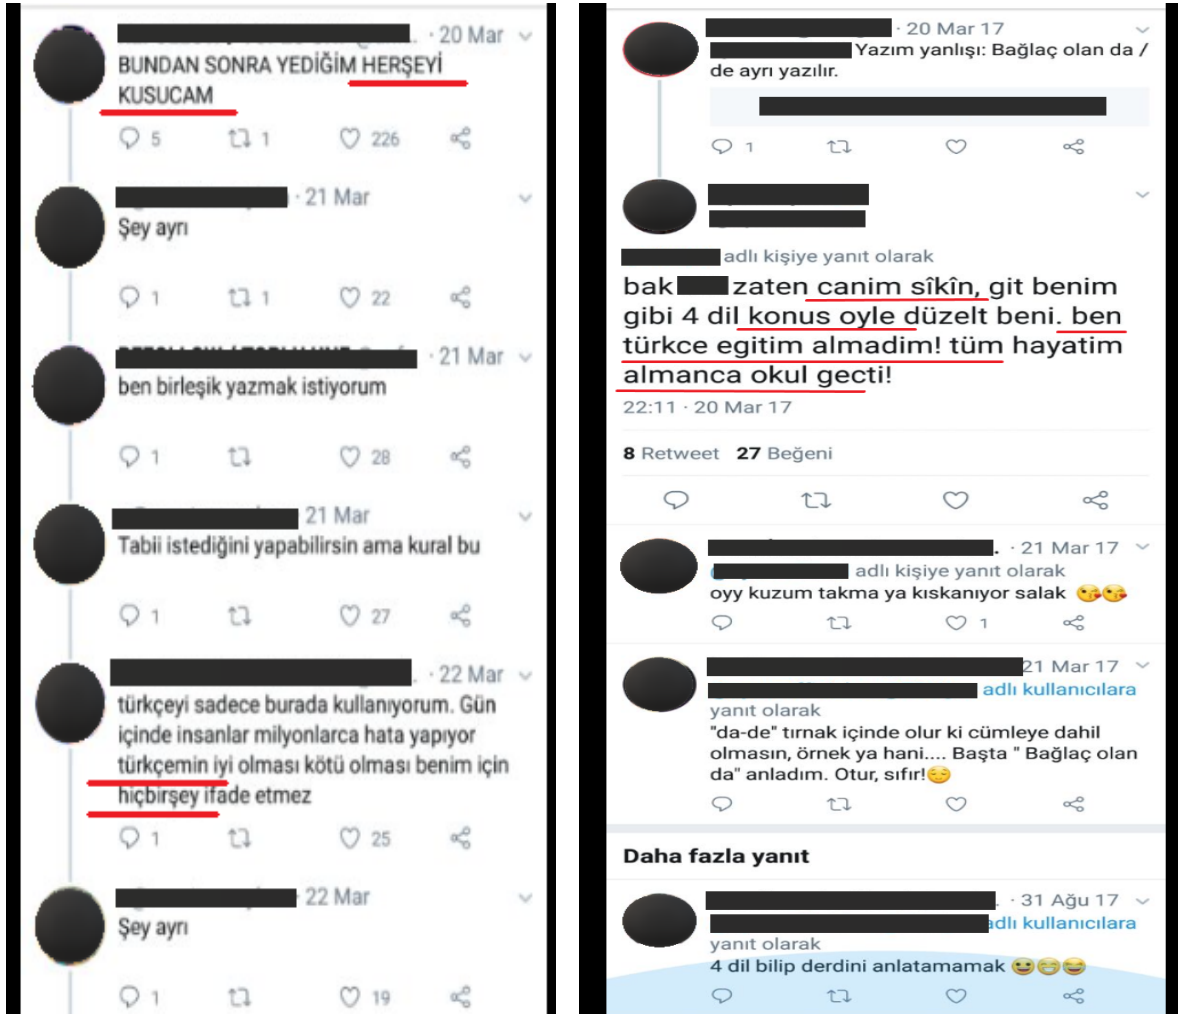 · 20 Mar
BUNDAN SONRA YEDİĞİM HERŞEYİ
KUSUCAM
5 1 226
· 21 Mar
Şey ayrı
1 1 22
· 21 Mar
ben birleşik yazmak istiyorum
1 28
21 Mar
Tabii istediğini yapabilirsin ama kural bu
1 27
· 22 Mar
türkçeyi sadece burada kullanıyorum. Gün
içinde insanlar milyonlarca hata yapıyor
türkçemin iyi olması kötü olması benim için
hiçbirşey ifade etmez
1 25
· 22 Mar
Şey ayrı
1 19
· 20 Mar 17
Yazım yanlışı: Bağlaç olan da /
de ayrı yazılır.
1
adlı kişiye yanıt olarak
bak zaten canim sîkîn, git benim
gibi 4 dil konus oyle düzelt beni. ben
türkce egitim almadim! tüm hayatim
almanca okul gecti!
22:11 · 20 Mar 17
8 Retweet 27 Beğeni
. · 21 Mar 17
adlı kişiye yanıt olarak
oyy kuzum takma ya kıskanıyor salak 😘😘
1
21 Mar 17
adlı kullanıcılara
yanıt olarak
"da-de" tırnak içinde olur ki cümleye dahil
olmasın, örnek ya hani.... Başta " Bağlaç olan
da" anladım. Otur, sıfır!😏
Daha fazla yanıt
. · 31 Ağu 17
adlı kullanıcılara
yanıt olarak
4 dil bilip derdini anlatamamak 😀😁😂